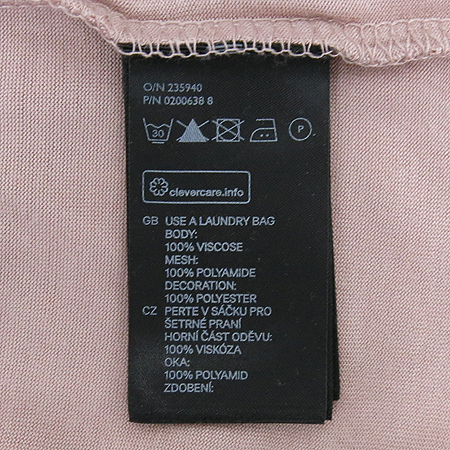 O/N 235940
P/N 0200638 8
30 P
clevercare.info
GB USE A LAUNDRY BAG
BODY:
100% VISCOSE
MESH:
100% POLYAMIDE
DECORATION:
100% POLYESTER
CZ PERTE V SÁČKU PRO
ŠETRNÉ PRANÍ
HORNÍ ČÁST ODĚVU:
100% VISKÓZA
OKA:
100% POLYAMID
ZDOBENÍ: